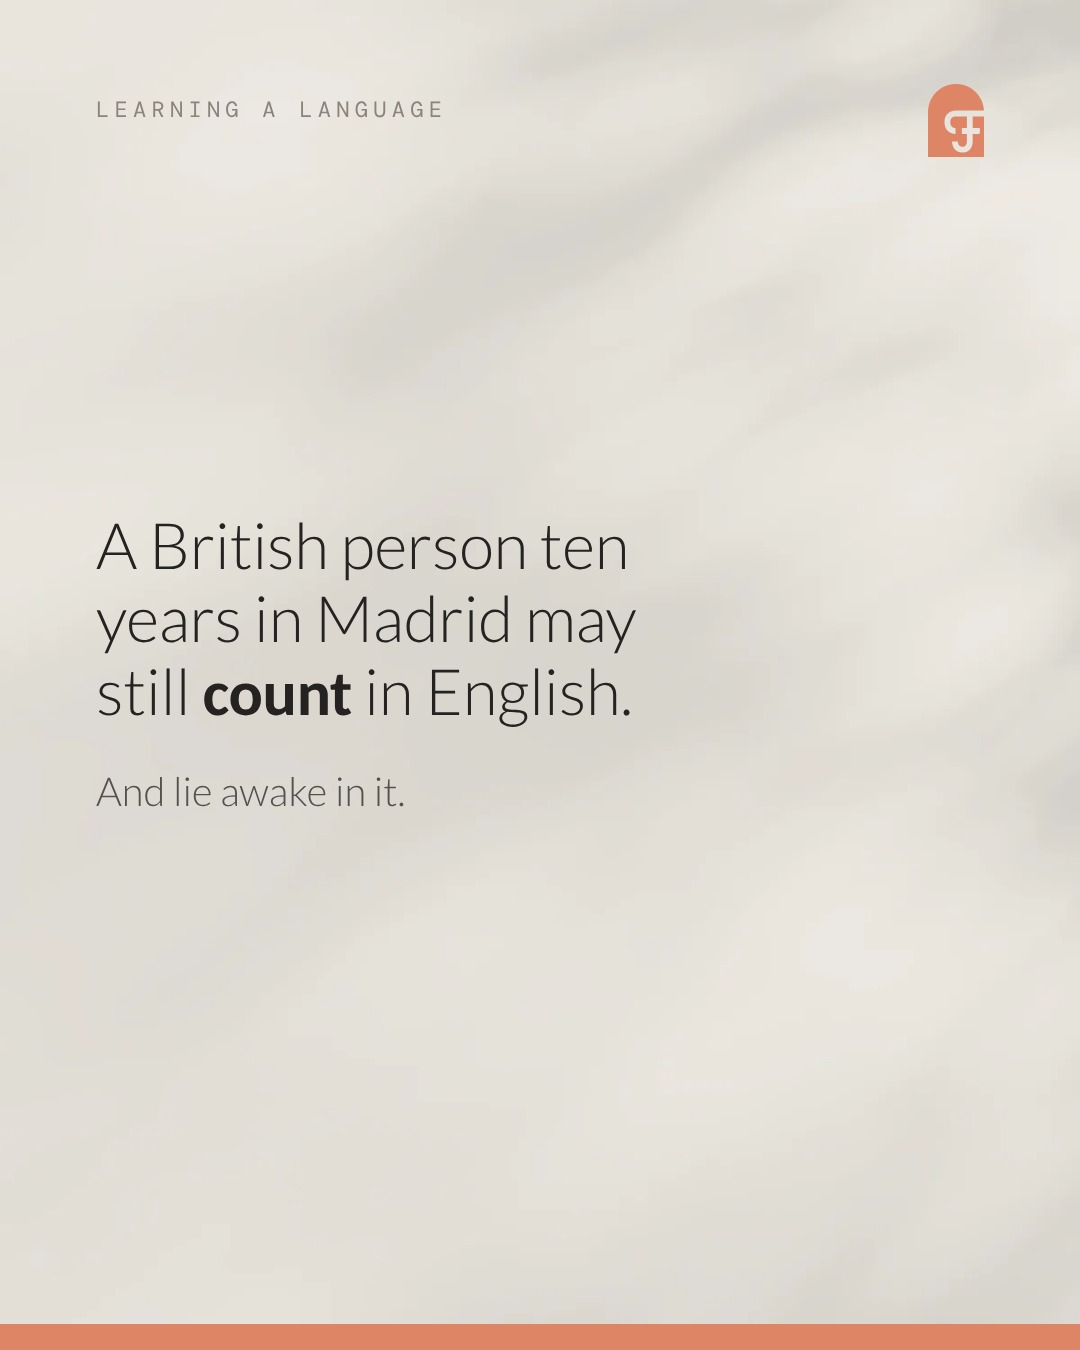 LEARNING A LANGUAGE
A British person ten
years in Madrid may
still count in English.
And lie awake in it.